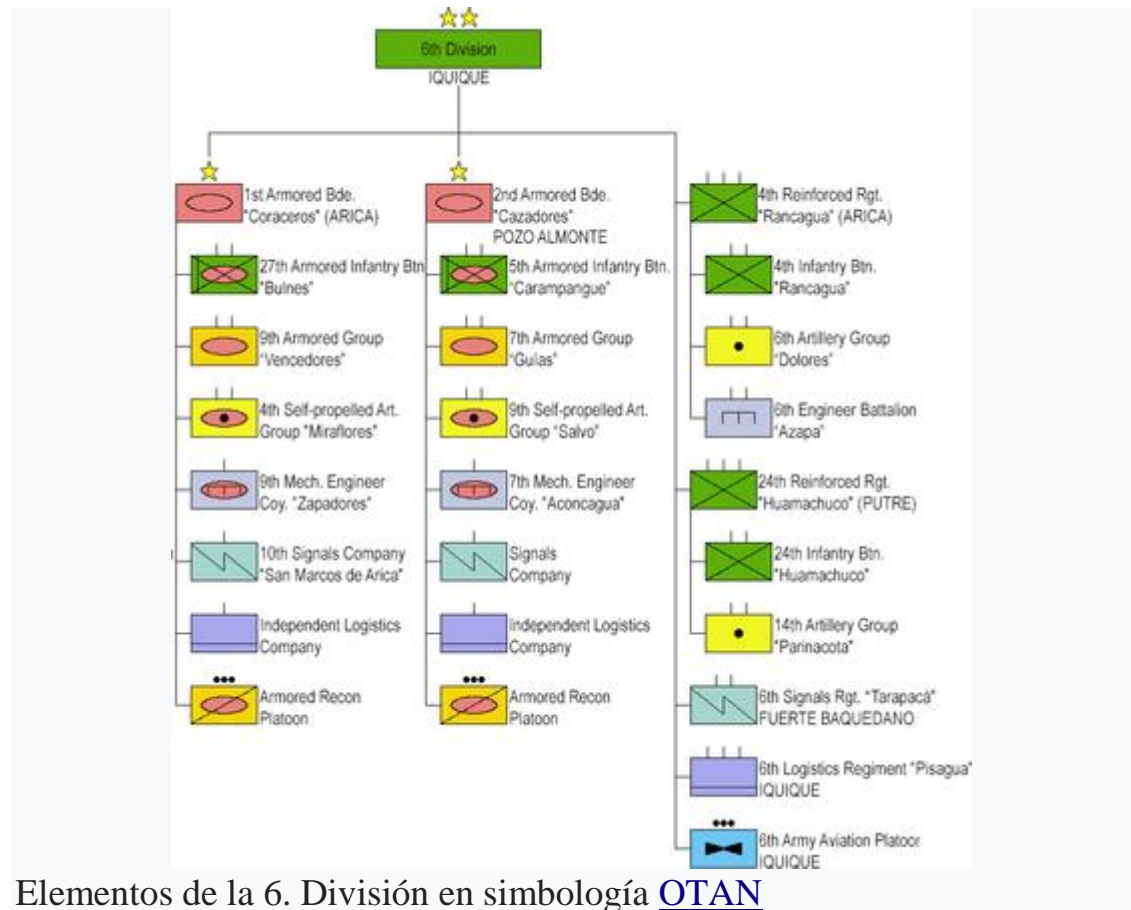 6th Division
IQUIQUE
1st Armored Bde.
"Coraceros" (ARICA)
27th Armored Infantry Btn
"Bulnes"
9th Armored Group
"Vencedores"
4th Self-propelled Art.
Group "Miraflores"
9th Mech. Engineer
Coy. "Zapadores"
10th Signals Company
"San Marcos de Arica"
Independent Logistics
Company
Armored Recon
Platoon
2nd Armored Bde.
"Cazadores"
POZO ALMONTE
5th Armored Infantry Btn.
"Carampangue"
7th Armored Group
"Guías"
9th Self-propelled Art.
Group "Salvo"
7th Mech. Engineer
Coy. "Aconcagua"
Signals
Company
Independent Logistics
Company
Armored Recon
Platoon
4th Reinforced Rgt.
"Rancagua" (ARICA)
4th Infantry Btn.
"Rancagua"
6th Artillery Group
"Dolores"
6th Engineer Battalion
"Azapa"
24th Reinforced Rgt.
"Huamachuco" (PUTRE)
24th Infantry Btn.
"Huamachuco"
14th Artillery Group
"Parinacota"
6th Signals Rgt. "Tarapacá"
FUERTE BAQUEDANO
6th Logistics Regiment "Pisagua"
IQUIQUE
6th Army Aviation Platoor
IQUIQUE
Elementos de la 6. División en simbología OTAN